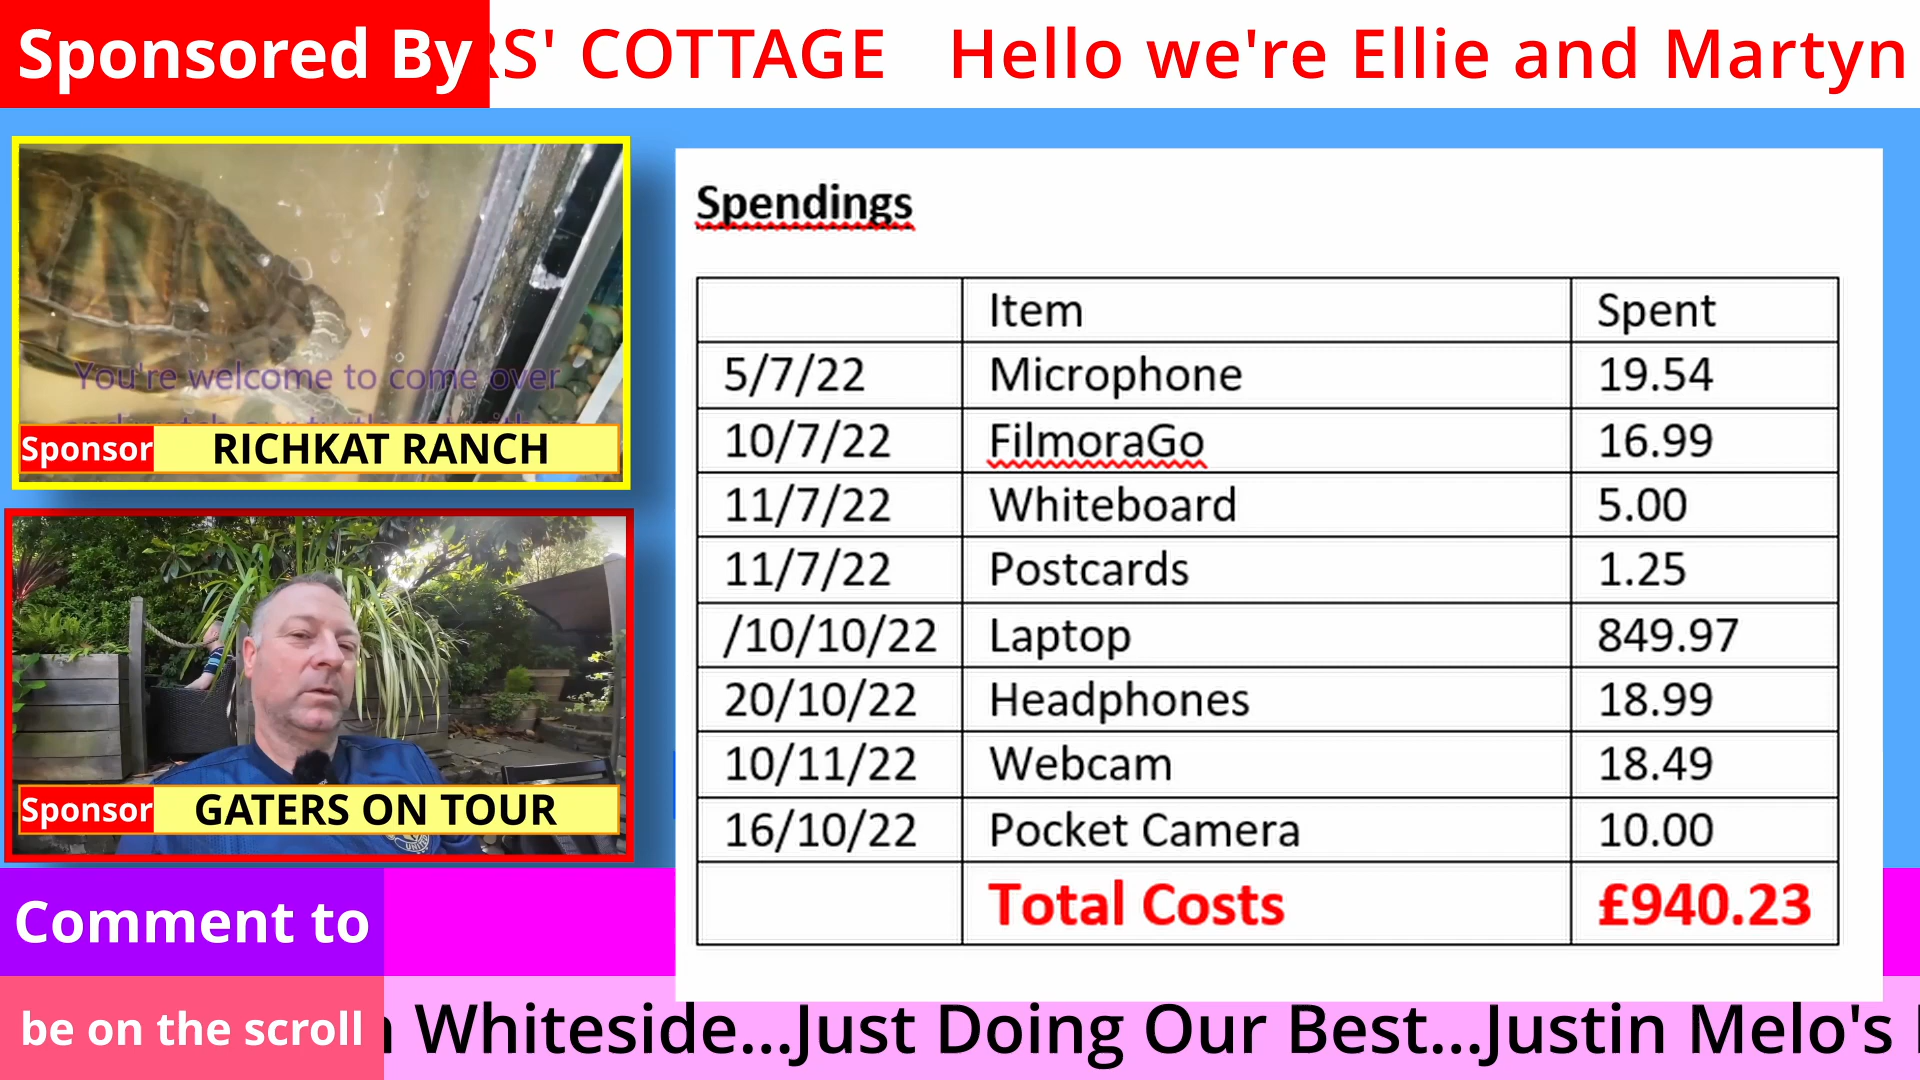 Sponsored By RS' COTTAGE Hello we're Ellie and Martyn
You're welcome to come over
Sponsor RICHKAT RANCH
Sponsor GATERS ON TOUR
Spendings
Item Spent
5/7/22 Microphone 19.54
10/7/22 FilmoraGo 16.99
11/7/22 Whiteboard 5.00
11/7/22 Postcards 1.25
/10/10/22 Laptop 849.97
20/10/22 Headphones 18.99
10/11/22 Webcam 18.49
16/10/22 Pocket Camera 10.00
Total Costs £940.23
Comment to
be on the scroll
Whiteside...Just Doing Our Best...Justin Melo's